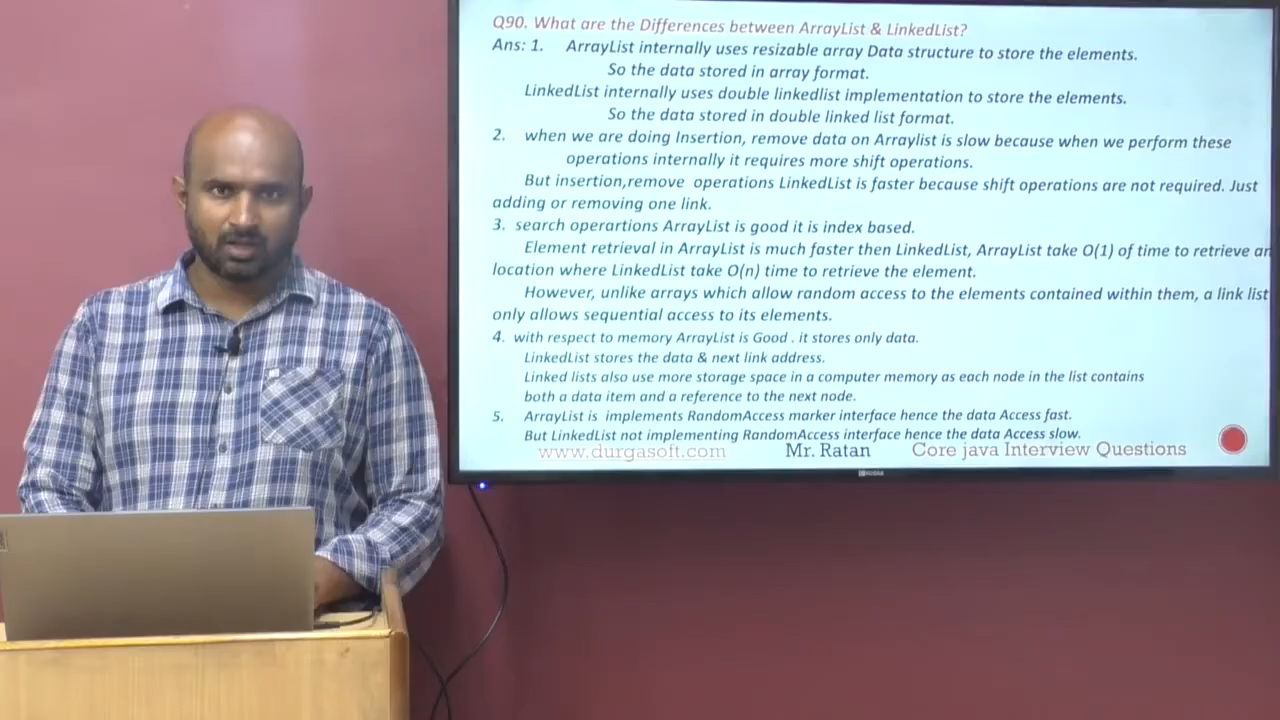 Q90. What are the Differences between ArrayList & LinkedList?
Ans: 1. ArrayList internally uses resizable array Data structure to store the elements.
So the data stored in array format.
LinkedList internally uses double linkedlist implementation to store the elements.
So the data stored in double linked list format.
2. when we are doing Insertion, remove data on Arraylist is slow because when we perform these
operations internally it requires more shift operations.
But insertion,remove operations LinkedList is faster because shift operations are not required. Just
adding or removing one link.
3. search operartions ArrayList is good it is index based.
Element retrieval in ArrayList is much faster then LinkedList, ArrayList take O(1) of time to retrieve an
location where LinkedList take O(n) time to retrieve the element.
However, unlike arrays which allow random access to the elements contained within them, a link list
only allows sequential access to its elements.
4. with respect to memory ArrayList is Good . it stores only data.
LinkedList stores the data & next link address.
Linked lists also use more storage space in a computer memory as each node in the list contains
both a data item and a reference to the next node.
5. ArrayList is implements RandomAccess marker interface hence the data Access fast.
But LinkedList not implementing RandomAccess interface hence the data Access slow.
www.durgasoft.com Mr. Ratan Core java Interview Questions